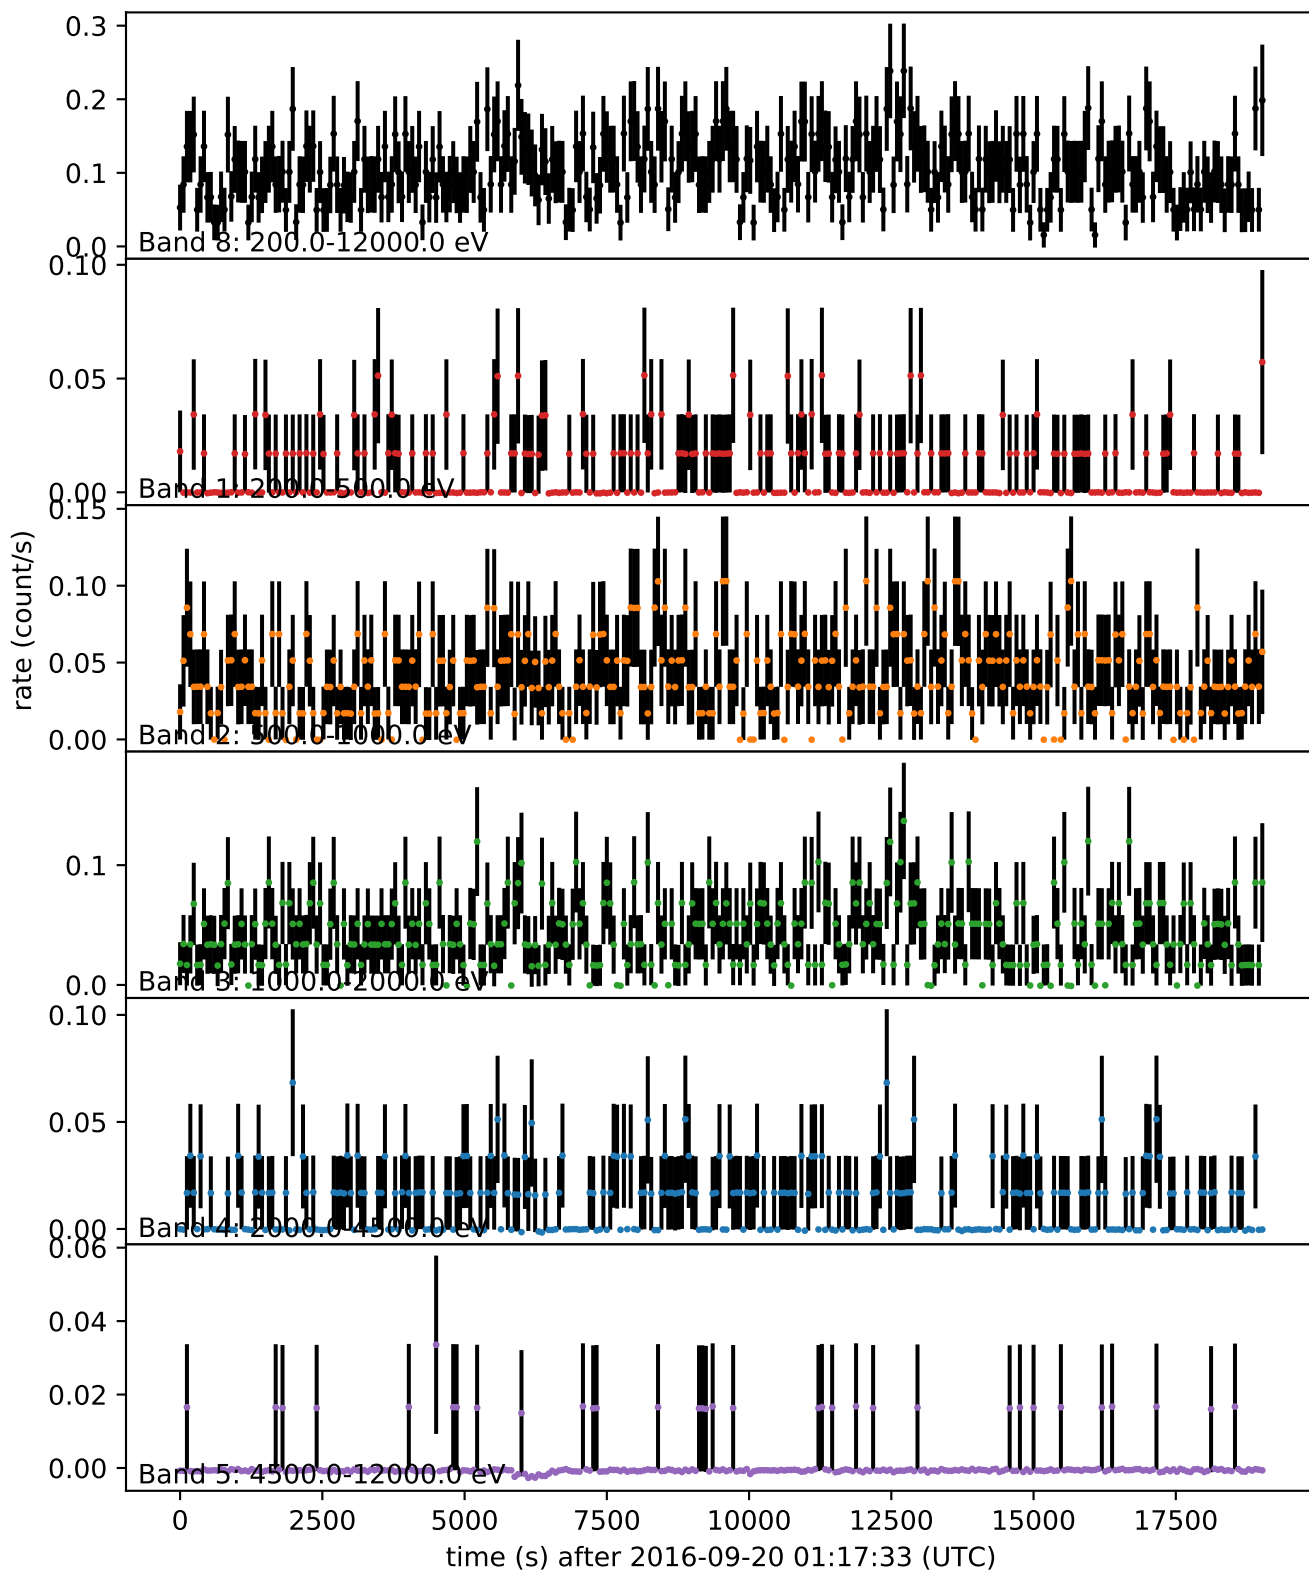 0.3
0.2
0.1
0.0
Band 8: 200.0-12000.0 eV
0.10
0.05
0.00
Band 1: 200.0-500.0 eV
0.15
0.10
0.05
0.00
Band 2: 500.0-1000.0 eV
rate (count/s)
0.1
0.0
Band 3: 1000.0-2000.0 eV
0.10
0.05
0.00
Band 4: 2000.0-4500.0 eV
0.06
0.04
0.02
0.00
Band 5: 4500.0-12000.0 eV
0 2500 5000 7500 10000 12500 15000 17500
time (s) after 2016-09-20 01:17:33 (UTC)